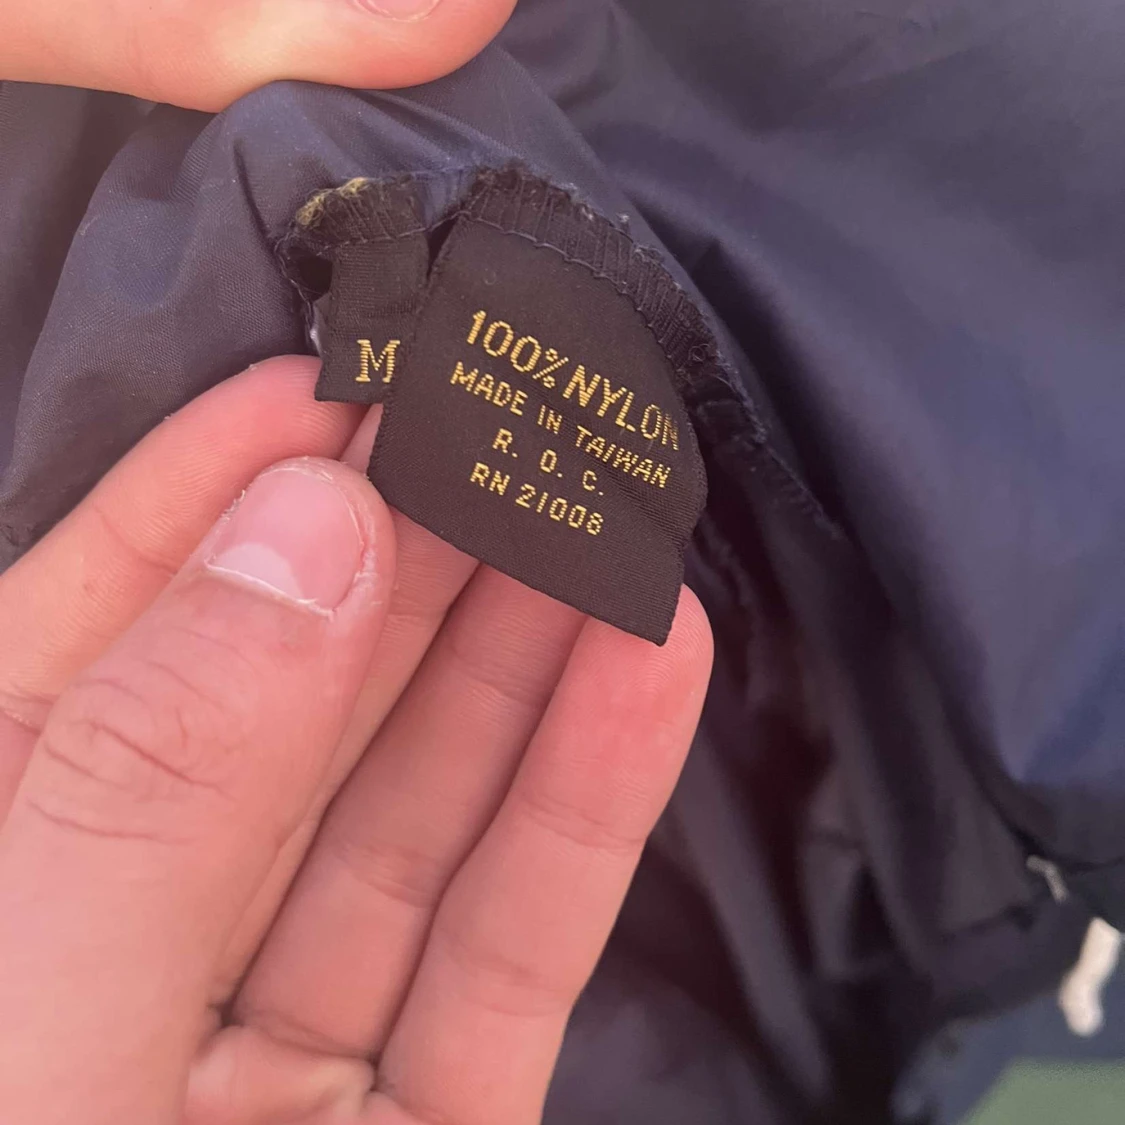 M
100% NYLON
MADE IN TAIWAN
R. O. C.
RN 21006